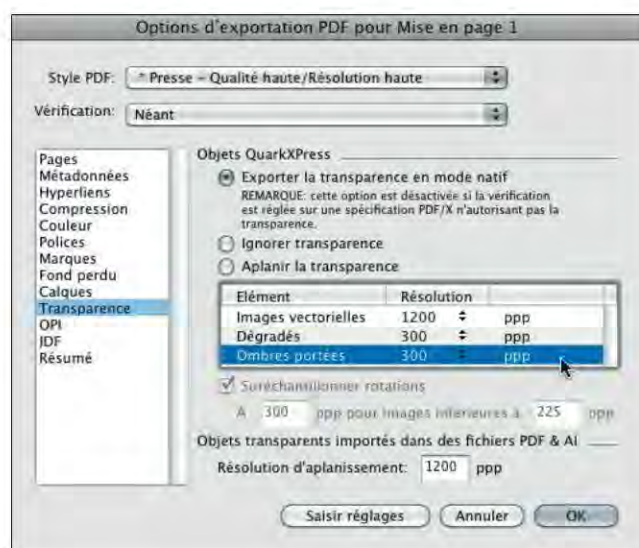 Options d'exportation PDF pour Mise en page 1
Style PDF: * Presse – Qualité haute/Résolution haute
Vérification: Néant
Pages
Métadonnées
Hyperliens
Compression
Couleur
Polices
Marques
Fond perdu
Calques
Transparence
OPI
JDF
Résumé
Objets QuarkXPress
Exporter la transparence en mode natif
REMARQUE: cette option est désactivée si la vérification
est réglée sur une spécification PDF/X n'autorisant pas la
transparence.
Ignorer transparence
Aplanir la transparence
Elément Résolution
Images vectorielles 1200 ppp
Dégradés 300 ppp
Ombres portées 300 ppp
Suréchantillonner rotations
A 300 ppp pour images inférieures à 225 ppp
Objets transparents importés dans des fichiers PDF & AI
Résolution d'aplanissement: 1200 ppp
Saisir réglages Annuler OK